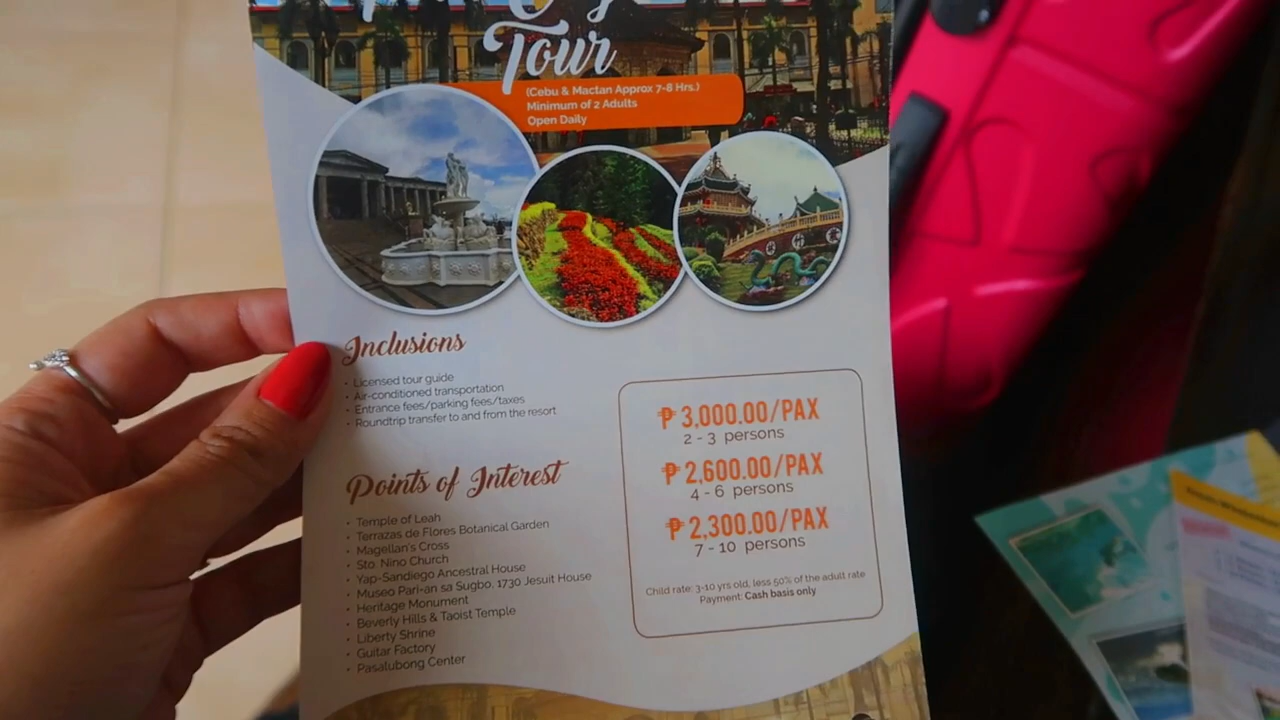 Tour
(Cebu & Mactan Approx 7-8 Hrs.)
Minimum of 2 Adults
Open Daily
Inclusions
• Licensed tour guide
• Air-conditioned transportation
• Entrance fees/parking fees/taxes
• Roundtrip transfer to and from the resort
Points of Interest
• Temple of Leah
• Terrazas de Flores Botanical Garden
• Magellan's Cross
• Sto. Nino Church
• Yap-Sandiego Ancestral House
• Museo Pari-an sa Sugbo, 1730 Jesuit House
• Heritage Monument
• Beverly Hills & Taoist Temple
• Liberty Shrine
• Guitar Factory
• Pasalubong Center
₱ 3,000.00/PAX
2 - 3 persons
₱ 2,600.00/PAX
4 - 6 persons
₱ 2,300.00/PAX
7 - 10 persons
Child rate: 3-10 yrs old, less 50% of the adult rate
Payment: Cash basis only